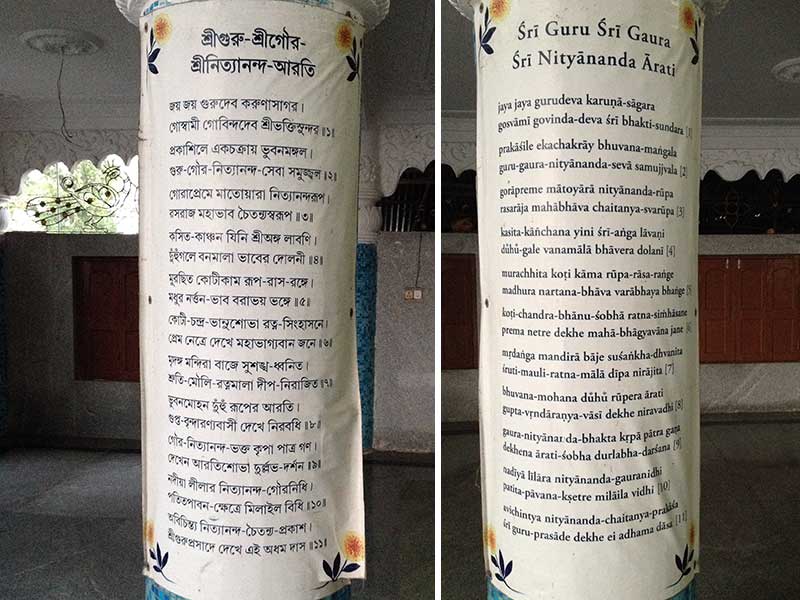 শ্রীগুরু-শ্রীগৌর-
শ্রীনিত্যানন্দ-আরতি
জয় জয় গুরুদেব করুণাসাগর।
গোস্বামী গোবিন্দদেব শ্রীভক্তিসুন্দর॥১॥
প্রকাশিলে একচক্রায় ভুবনমঙ্গল।
গুরু-গৌর-নিত্যানন্দ-সেবা সমুজ্জ্বল॥২॥
গোরাপ্রেমে মাতোয়ারা নিত্যানন্দরূপ।
রসরাজ মহাভাব চৈতন্যস্বরূপ॥৩॥
কসিত-কাঞ্চন যিনি শ্রীঅঙ্গ লাবণি।
দুঁহুগলে বনমালা ভাবের দোলনী॥৪॥
মূরছিত কোটীকাম রূপ-রাস-রঙ্গে।
মধুর নর্ত্তন-ভাব বরাভয় ভঙ্গে॥৫॥
কোটী-চন্দ্র-ভানুশোভা রত্ন-সিংহাসনে।
প্রেম নেত্রে দেখে মহাভাগ্যবান জনে॥৬॥
মৃদঙ্গ মন্দিরা বাজে সুশঙ্খ-ধ্বনিত।
শ্রুতি-মৌলি-রত্নমালা দীপ-নিরাজিত॥৭॥
ভুবনমোহন দুঁহুঁ রূপের আরতি।
গুপ্ত-বৃন্দারণ্যবাসী দেখে নিরবধি॥৮॥
গৌর-নিত্যানন্দ-ভক্ত কৃপা পাত্র গণ।
দেখেন আরতিশোভা দুর্ল্লভ-দর্শন॥৯॥
নদীয়া লীলার নিত্যানন্দ-গৌরনিধি।
পতিতপাবন-ক্ষেত্রে মিলাইল বিধি॥১০॥
অবিচিন্ত্য নিত্যানন্দ-চৈতন্য-প্রকাশ।
শ্রীগুরুপ্রসাদে দেখে এই অধম দাস॥১১॥
Śrī Guru Śrī Gaura
Śrī Nityānanda Ārati
jaya jaya gurudeva karuṇā-sāgara
gosvāmī govinda-deva śrī bhakti-sundara [1]
prakāśile ekachakrāy bhuvana-maṅgala
guru-gaura-nityānanda-sevā samujjvala [2]
gorāpreme mātoyārā nityānanda-rūpa
rasarāja mahābhāva chaitanya-svarūpa [3]
kasita-kāñchana yini śrī-aṅga lāvaṇi
dũhũ-gale vanamālā bhāvera dolanī [4]
murachhita koṭi kāma rūpa-rāsa-raṅge
madhura nartana-bhāva varābhaya bhaṅge [5]
koṭi-chandra-bhānu-śobhā ratna-siṁhāsane
prema netre dekhe mahā-bhāgyavāna jane [6]
mṛdaṅga mandirā bāje suśaṅkha-dhvanita
śruti-mauli-ratna-mālā dīpa nirājita [7]
bhuvana-mohana dũhũ rūpera ārati
gupta-vṛndāraṇya-vāsī dekhe niravadhi [8]
gaura-nityānanda-bhakta kṛpā pātra gaṇa
dekhena ārati-śobha durlabha-darśana [9]
nadīyā līlāra nityānanda-gauranidhi
patita-pāvana-kṣetre milāila vidhi [10]
avichintya nityānanda-chaitanya-prakāśa
śrī guru-prasāde dekhe ei adhama dāsa [11]